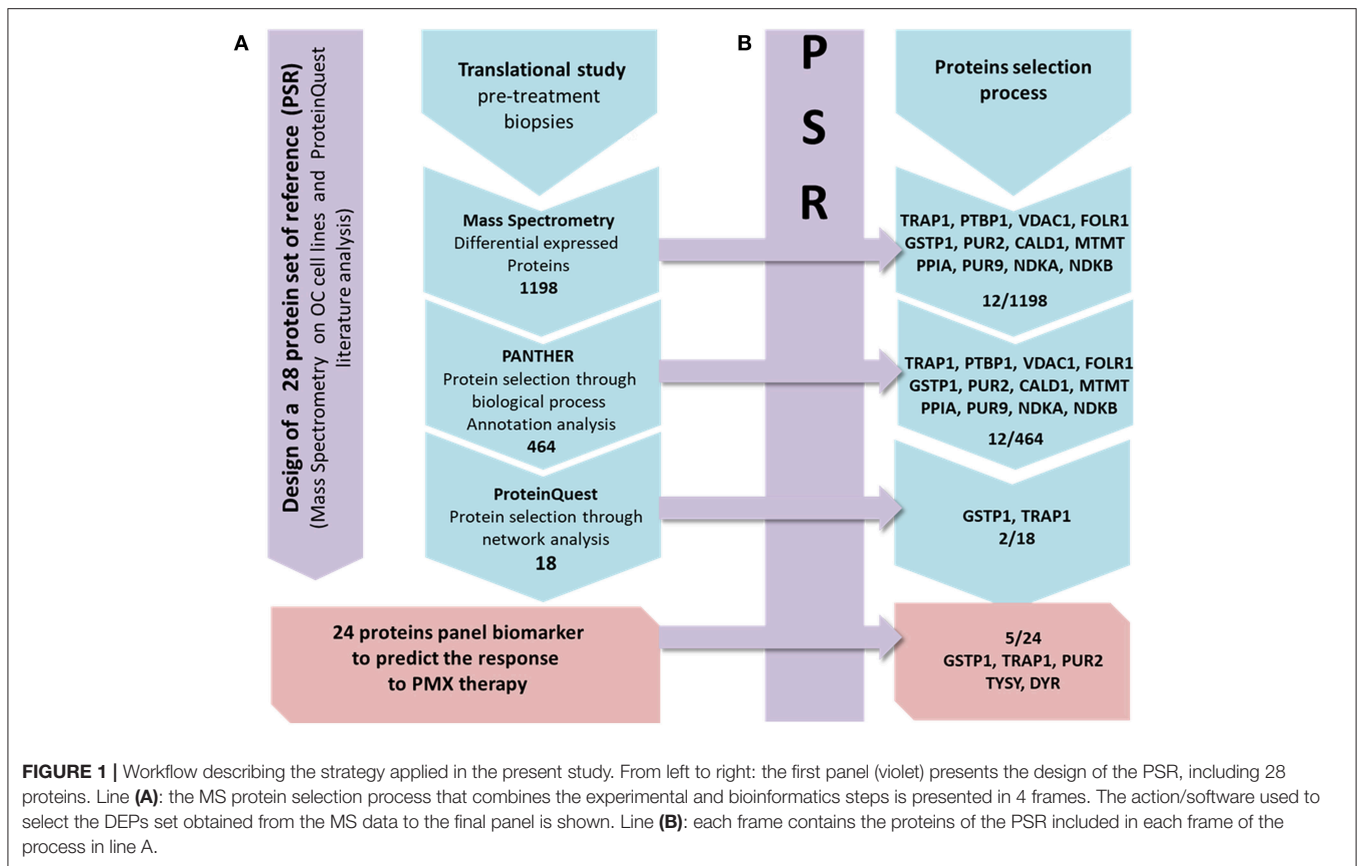 A
Design of a 28 protein set of reference (PSR)
(Mass Spectrometry on OC cell lines and ProteinQuest
literature analysis)
Translational study
pre-treatment
biopsies
Mass Spectrometry
Differential expressed
Proteins
1198
PANTHER
Protein selection through
biological process
Annotation analysis
464
ProteinQuest
Protein selection through
network analysis
18
24 proteins panel biomarker
to predict the response
to PMX therapy
B
P
S
R
Proteins selection
process
TRAP1, PTBP1, VDAC1, FOLR1
GSTP1, PUR2, CALD1, MTMT
PPIA, PUR9, NDKA, NDKB
12/1198
TRAP1, PTBP1, VDAC1, FOLR1
GSTP1, PUR2, CALD1, MTMT
PPIA, PUR9, NDKA, NDKB
12/464
GSTP1, TRAP1
2/18
5/24
GSTP1, TRAP1, PUR2
TYSY, DYR
FIGURE 1 | Workflow describing the strategy applied in the present study. From left to right: the first panel (violet) presents the design of the PSR, including 28
proteins. Line (A): the MS protein selection process that combines the experimental and bioinformatics steps is presented in 4 frames. The action/software used to
select the DEPs set obtained from the MS data to the final panel is shown. Line (B): each frame contains the proteins of the PSR included in each frame of the
process in line A.